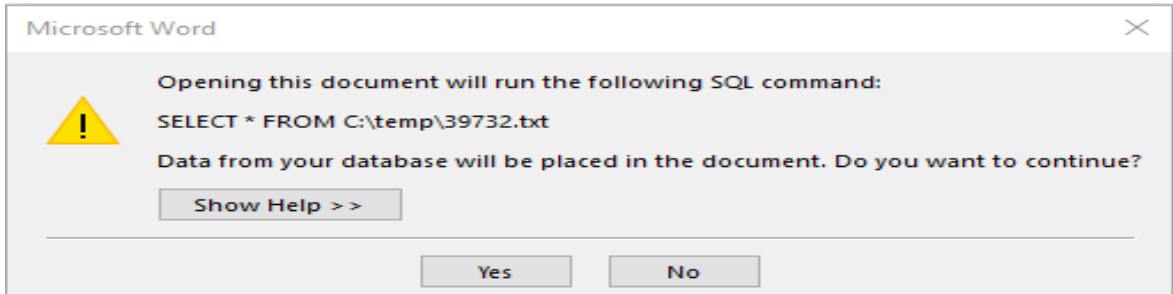 Microsoft Word
Opening this document will run the following SQL command:
SELECT * FROM C:\temp\39732.txt
Data from your database will be placed in the document. Do you want to continue?
Show Help >>
Yes
No